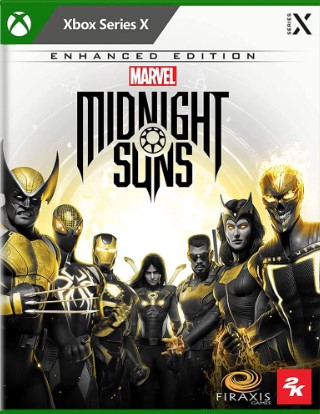 Xbox Series X
SERIES X
ENHANCED EDITION
MARVEL
MIDNIGHT
SUNS
FIRAXIS
GAMES
2K